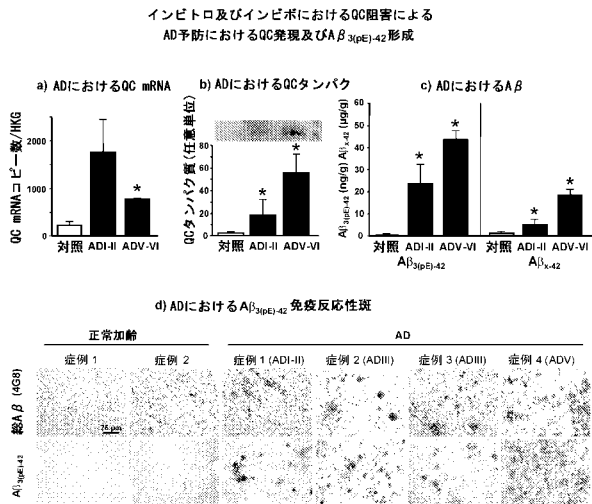 インビトロ及びインビボにおけるQC阻害による
AD予防におけるQC発現及びAβ3(pE)-42形成
a) ADにおけるQC mRNA
b) ADにおけるQCタンパク
c) ADにおけるAβ
QC mRNAコピー数/HKG
2000
1000
0
対照 ADI-II ADV-VI
*
QCタンパク質(任意単位)
80
60
40
20
0
対照 ADI-II ADV-VI
* *
Aβ3(pE)-42 (ng/g) Aβx-42 (µg/g)
60
50
40
30
20
10
0
対照 ADI-II ADV-VI 対照 ADI-II ADV-VI
* * * *
Aβ3(pE)-42 Aβx-42
d) ADにおけるAβ3(pE)-42 免疫反応性斑
正常加齢 AD
症例 1 症例 2 症例 1 (ADI-II) 症例 2 (ADIII) 症例 3 (ADIII) 症例 4 (ADV)
総Aβ (4G8)
75 µm
Aβ3(pE)-42